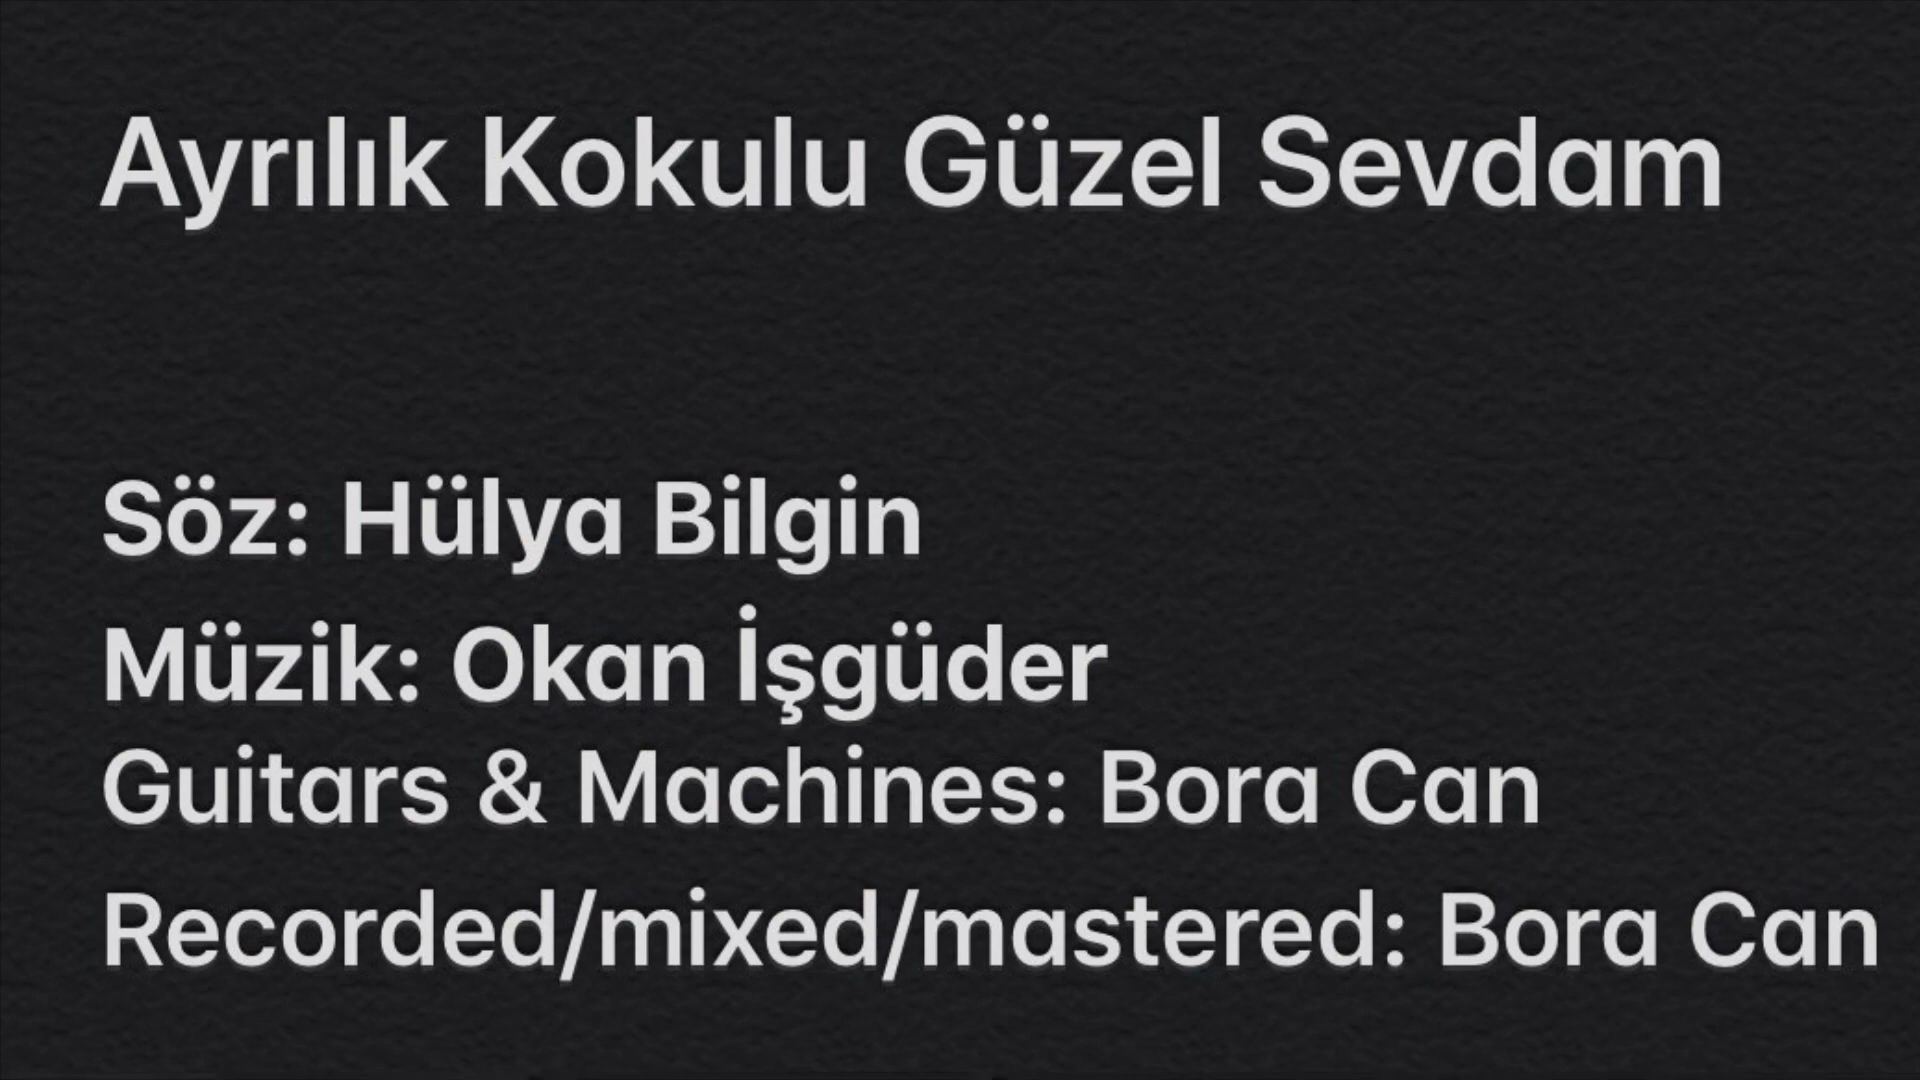 Ayrılık Kokulu Güzel Sevdam
Söz: Hülya Bilgin
Müzik: Okan İşgüder
Guitars & Machines: Bora Can
Recorded/mixed/mastered: Bora Can